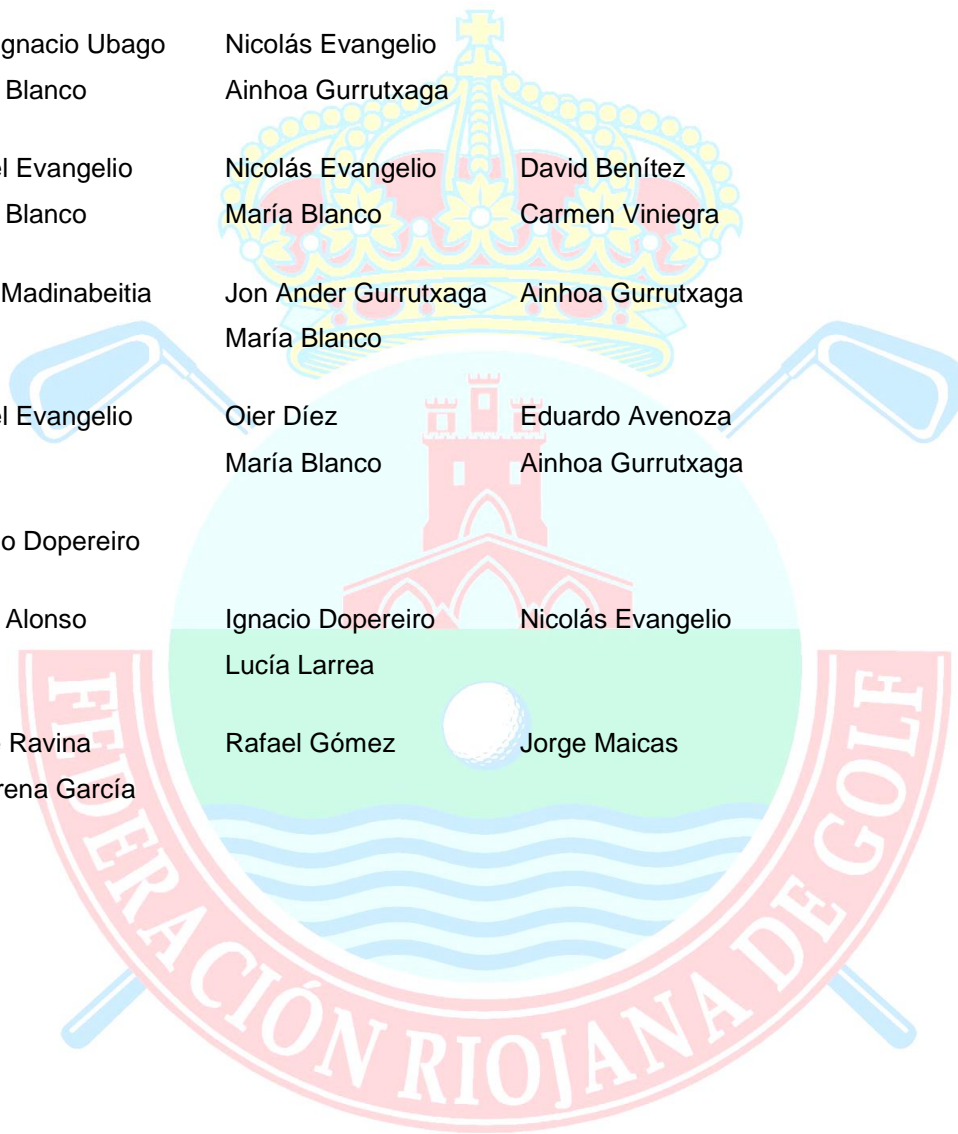 gnacio Ubago Nicolás Evangelio
Blanco Ainhoa Gurrutxaga
el Evangelio Nicolás Evangelio David Benítez
Blanco María Blanco Carmen Viniegra
Madinabeitia Jon Ander Gurrutxaga Ainhoa Gurrutxaga
María Blanco
el Evangelio Oier Díez Eduardo Avenoza
María Blanco Ainhoa Gurrutxaga
o Dopereiro
Alonso Ignacio Dopereiro Nicolás Evangelio
Lucía Larrea
Ravina Rafael Gómez Jorge Maicas
rena García
FEDERACIÓN RIOJANA DE GOLF